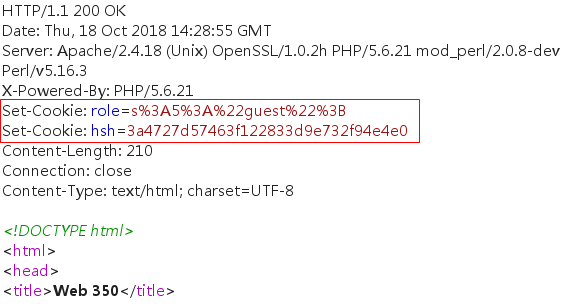 HTTP/1.1 200 OK
Date: Thu, 18 Oct 2018 14:28:55 GMT
Server: Apache/2.4.18 (Unix) OpenSSL/1.0.2h PHP/5.6.21 mod_perl/2.0.8-dev
Perl/v5.16.3
X-Powered-By: PHP/5.6.21
Set-Cookie: role=s%3A5%3A%22guest%22%3B
Set-Cookie: hsh=3a4727d57463f122833d9e732f94e4e0
Content-Length: 210
Connection: close
Content-Type: text/html; charset=UTF-8
<!DOCTYPE html>
<html>
<head>
<title>Web 350</title>